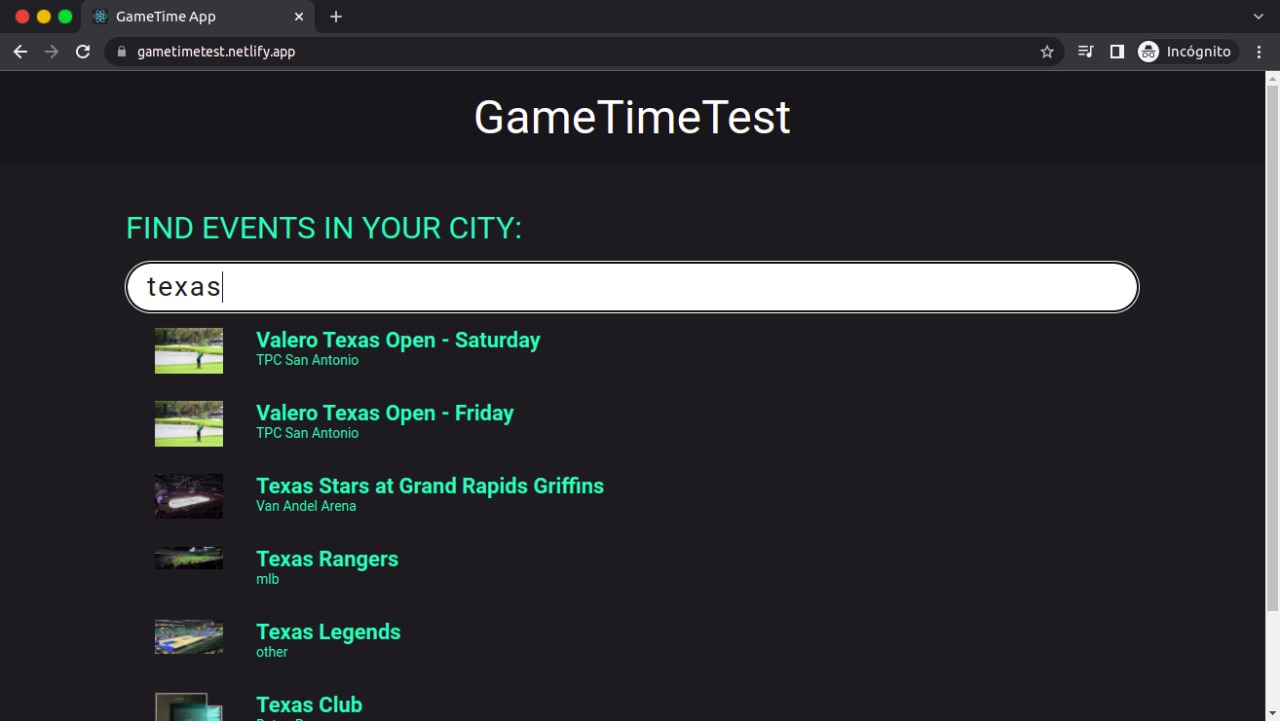 GameTime App
gametimetest.netlify.app
Incógnito
GameTimeTest
FIND EVENTS IN YOUR CITY:
texas
Valero Texas Open - Saturday
TPC San Antonio
Valero Texas Open - Friday
TPC San Antonio
Texas Stars at Grand Rapids Griffins
Van Andel Arena
Texas Rangers
mlb
Texas Legends
other
Texas Club